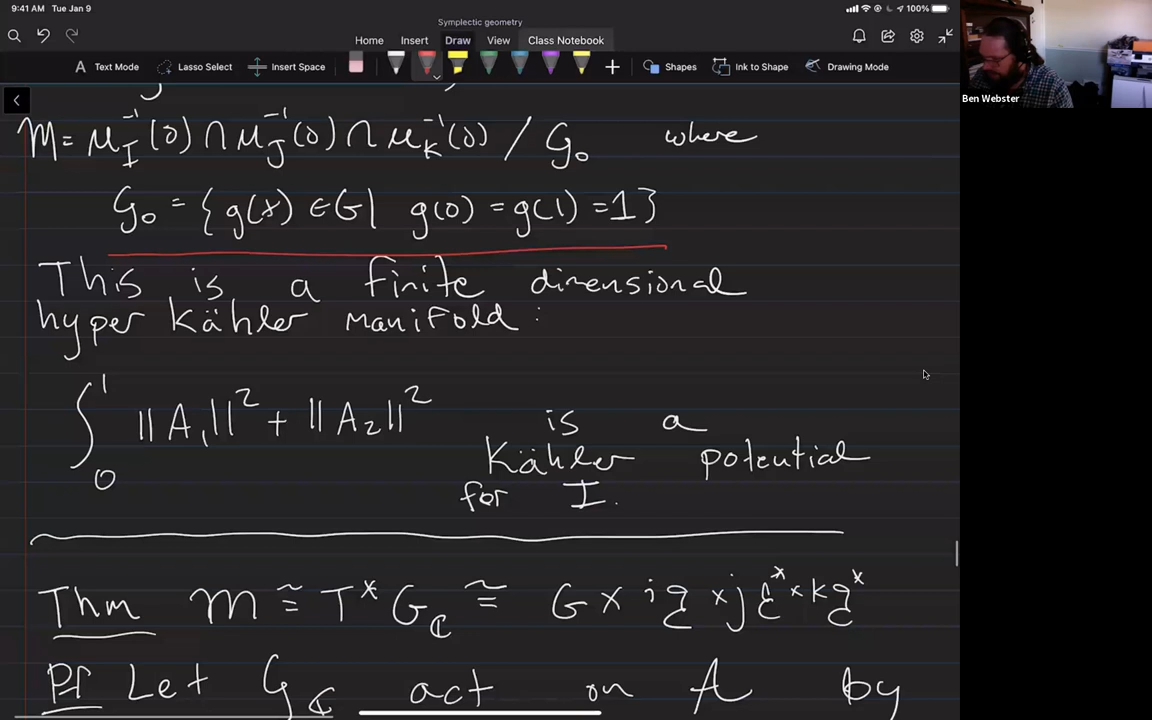 9:41 AM Tue Jan 9
100%
Symplectic geometry
Home Insert Draw View Class Notebook
Text Mode Lasso Select Insert Space Shapes Ink to Shape Drawing Mode
Ben Webster
M = μ_I^{-1}(0) ∩ μ_J^{-1}(0) ∩ μ_K^{-1}(0) / G_0 where
G_0 = { g(x) ∈ G | g(0) = g(1) = 1 }
This is a finite dimensional
hyper Kähler manifold :
∫_0^1 ||A_1||^2 + ||A_2||^2 is a
Kähler potential
for I.
Thm M ≅ T^* G_ℂ ≅ G × i g × j g^* × k g^*
Pf Let G_ℂ act on A by